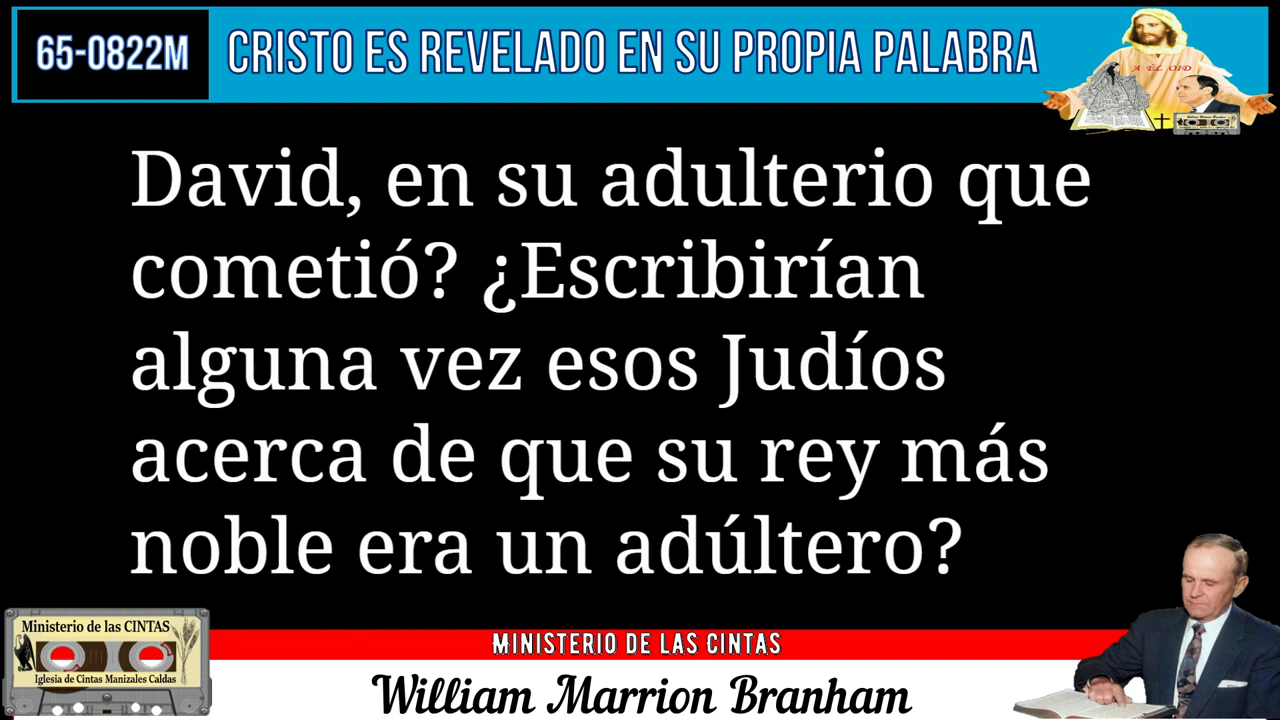 65-0822M
CRISTO ES REVELADO EN SU PROPIA PALABRA
A ÉL OID
David, en su adulterio que
cometió? ¿Escribirían
alguna vez esos Judíos
acerca de que su rey más
noble era un adúltero?
Ministerio de las CINTAS
Iglesia de Cintas Manizales Caldas
MINISTERIO DE LAS CINTAS
William Marrion Branham